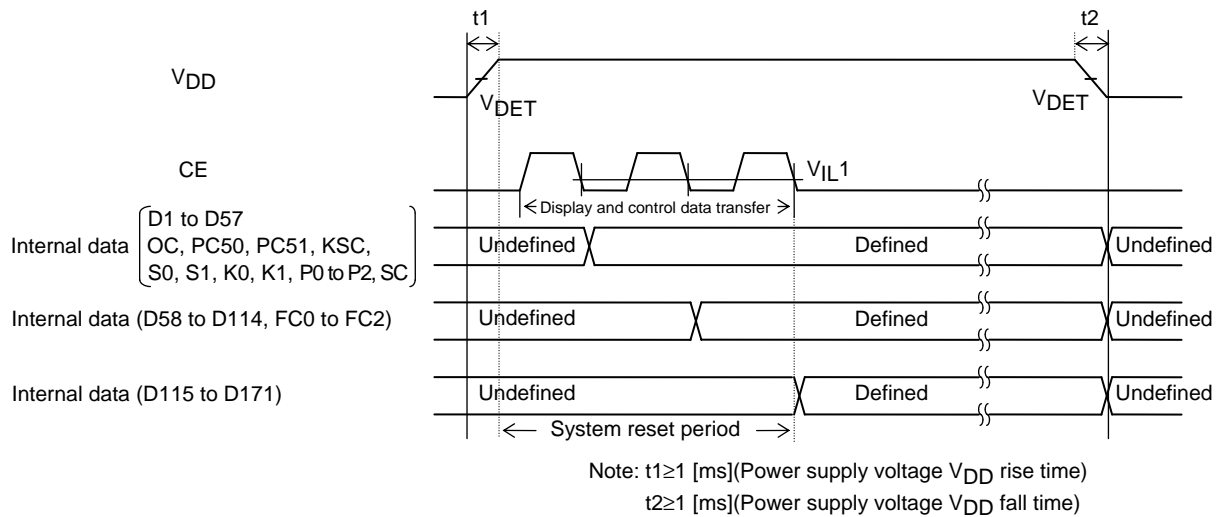 t1
t2
VDD
VDET
VDET
CE
VIL1
Display and control data transfer
Internal data
D1 to D57
OC, PC50, PC51, KSC,
S0, S1, K0, K1, P0 to P2, SC
Undefined
Defined
Undefined
Internal data (D58 to D114, FC0 to FC2)
Undefined
Defined
Undefined
Internal data (D115 to D171)
Undefined
Defined
Undefined
System reset period
Note: t1≥1 [ms](Power supply voltage VDD rise time)
t2≥1 [ms](Power supply voltage VDD fall time)